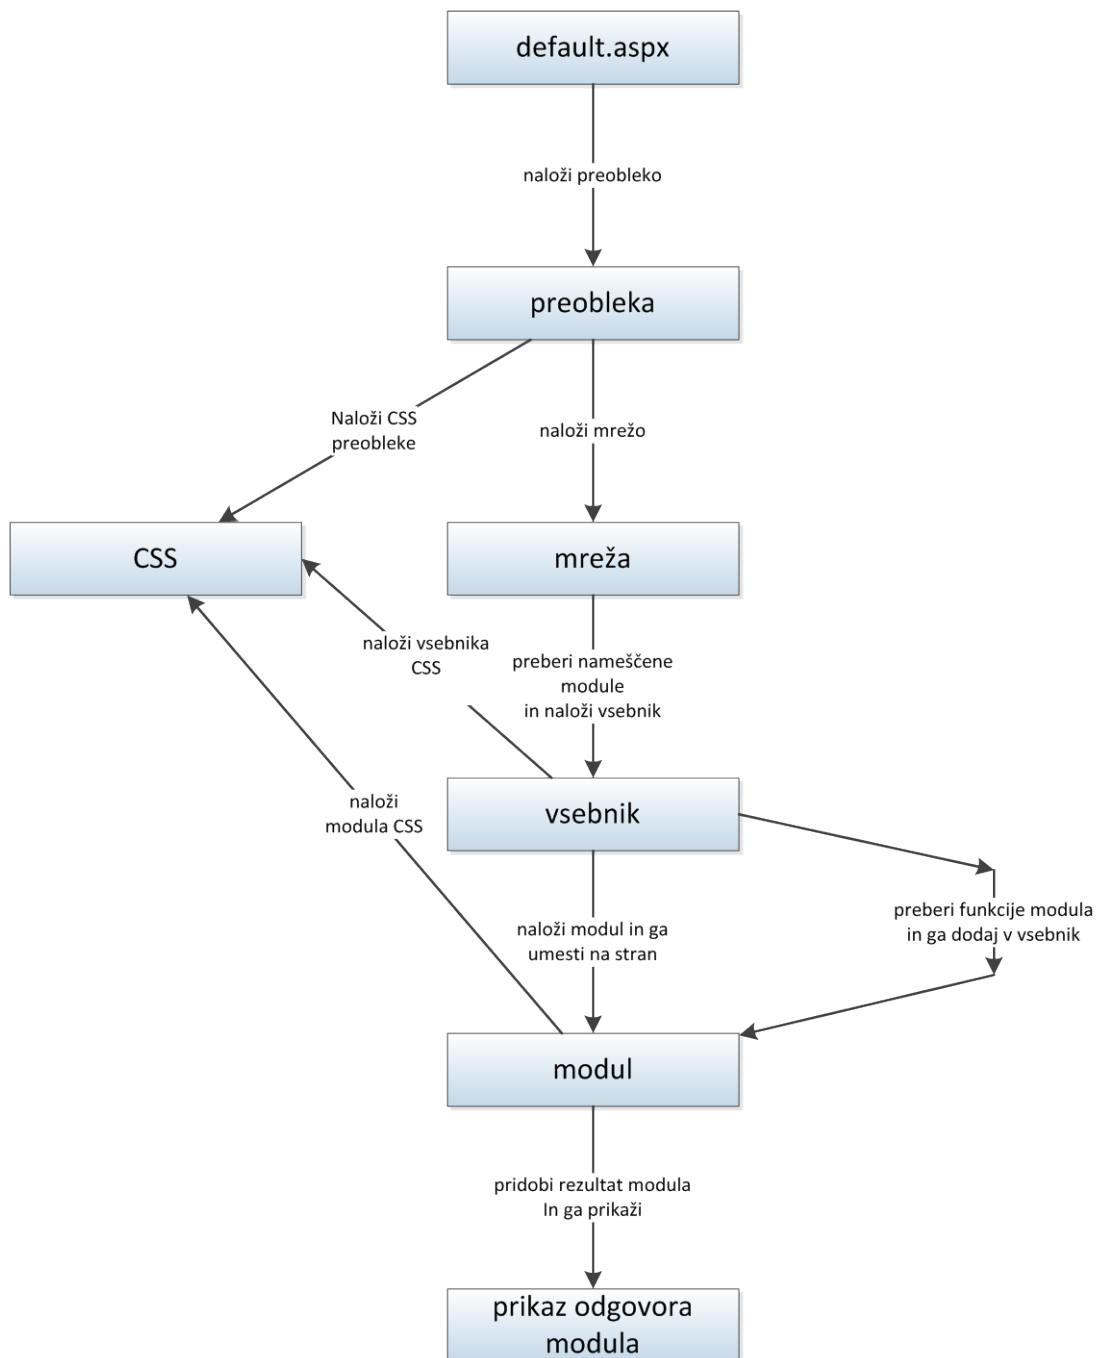 default.aspx
naloži preobleko
preobleka
Naloži CSS
preobleke
naloži mrežo
CSS
mreža
naloži vsebnika
CSS
preberi nameščene
module
in naloži vsebnik
vsebnik
naloži
modula CSS
preberi funkcije modula
in ga dodaj v vsebnik
naloži modul in ga
umesti na stran
modul
pridobi rezultat modula
In ga prikaži
prikaz odgovora
modula